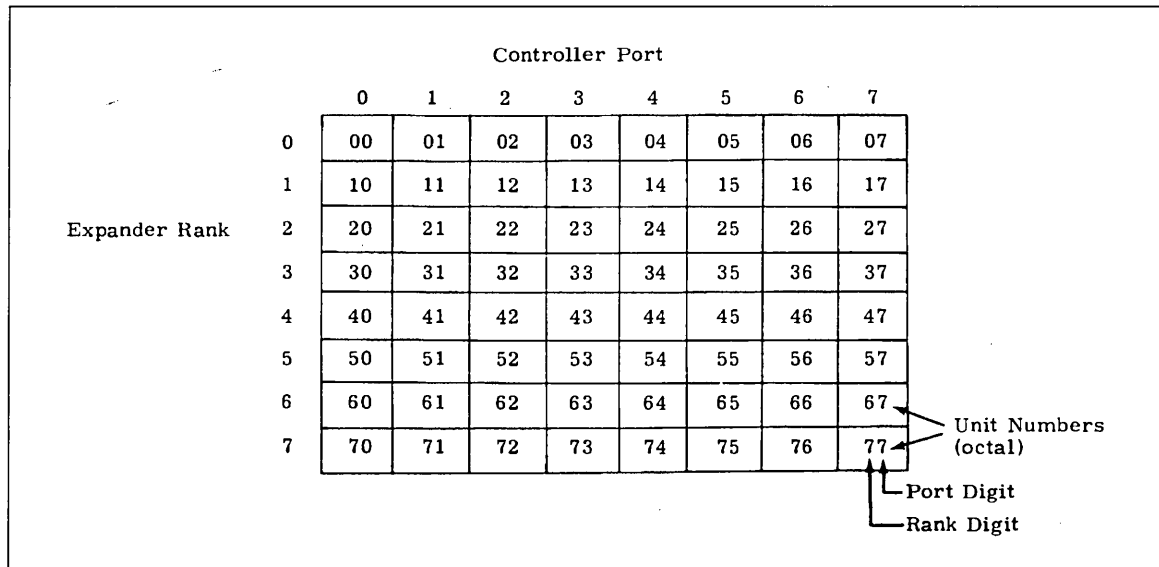 Controller Port
0 1 2 3 4 5 6 7
0 00 01 02 03 04 05 06 07
1 10 11 12 13 14 15 16 17
Expander Rank 2 20 21 22 23 24 25 26 27
3 30 31 32 33 34 35 36 37
4 40 41 42 43 44 45 46 47
5 50 51 52 53 54 55 56 57
6 60 61 62 63 64 65 66 67
Unit Numbers
7 70 71 72 73 74 75 76 77
(octal)
Port Digit
Rank Digit